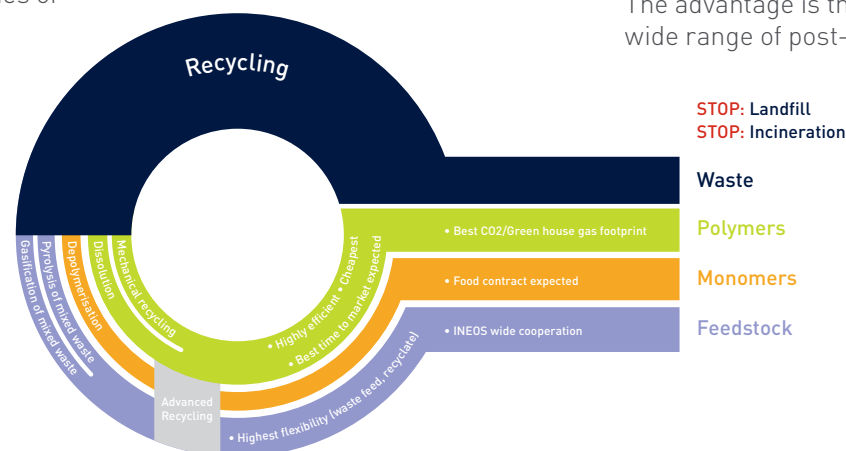 es of
The advantage is th
wide range of post-
Recycling
STOP: Landfill
STOP: Incineration
Waste
• Best CO2/Green house gas footprint
Polymers
• Food contract expected
Monomers
• INEOS wide cooperation
Feedstock
Gasification of mixed waste
Pyrolysis of mixed waste
Depolymerisation
Dissolution
Mechanical recycling
• Highly efficient • Cheapest
• Best time to market expected
Advanced
Recycling
• Highest flexibility (waste feed, recyclate)